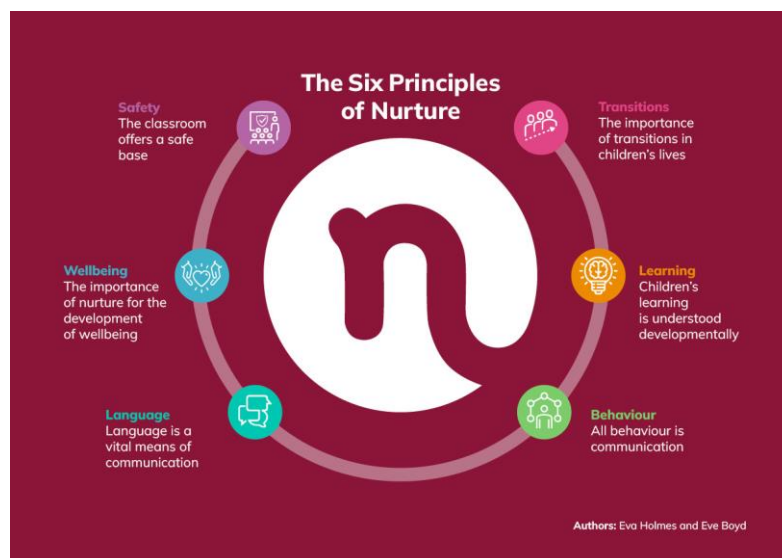 The Six Principles
of Nurture
Safety
The classroom
offers a safe
base
Transitions
The importance
of transitions in
children's lives
Wellbeing
The importance
of nurture for the
development
of wellbeing
n
Learning
Children's
learning
is understood
developmentally
Language
Language is a
vital means of
communication
Behaviour
All behaviour is
communication
Authors: Eva Holmes and Eve Boyd